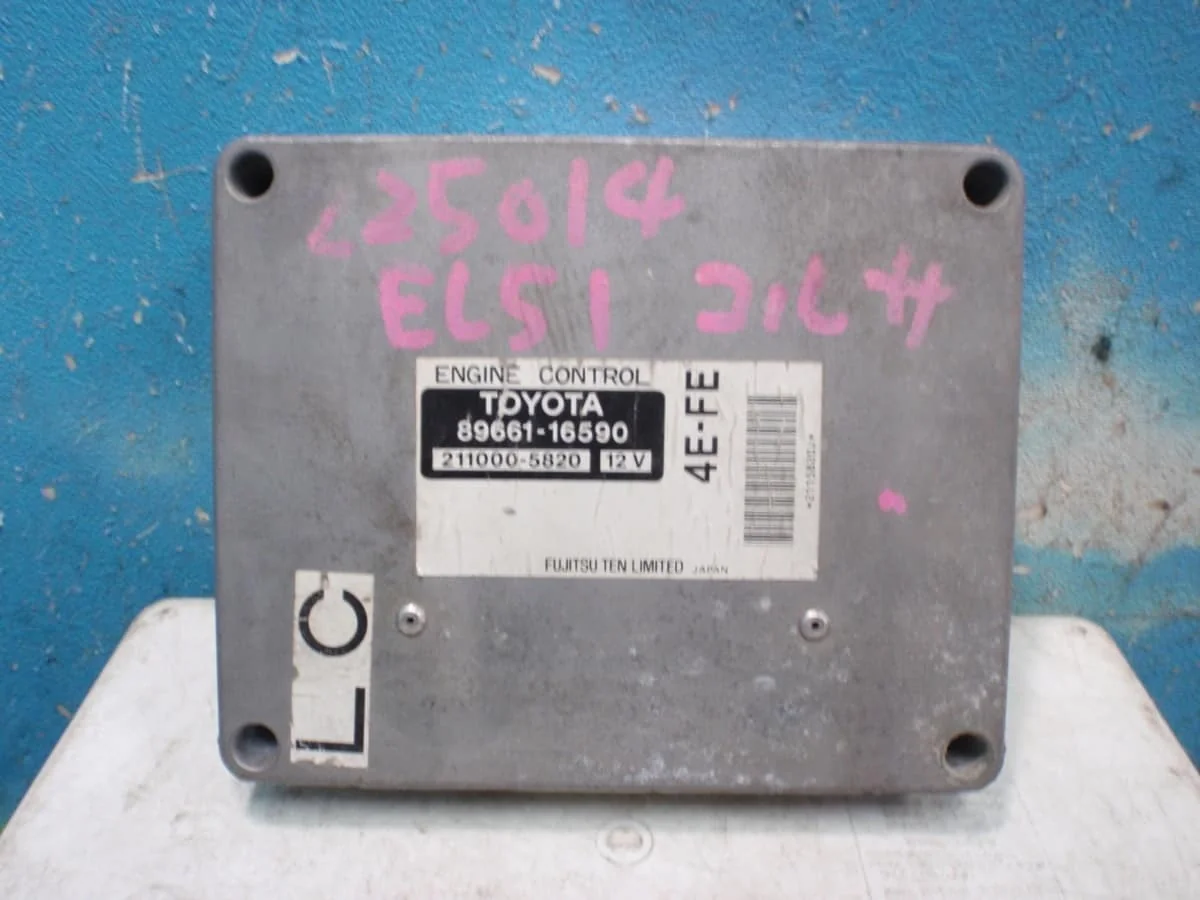 L25014
EL51 コルサ
ENGINE CONTROL
TOYOTA
89661-16590
211000-5820 12V
4E-FE
FUJITSU TEN LIMITED JAPAN
LC